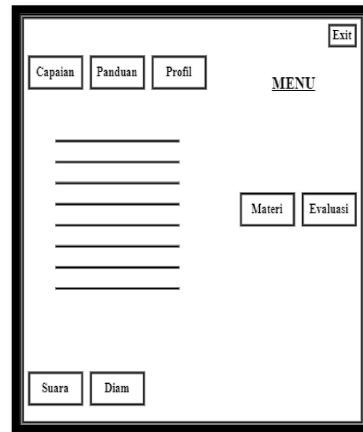 Exit
Capaian Panduan Profil
MENU
Materi Evaluasi
Suara Diam